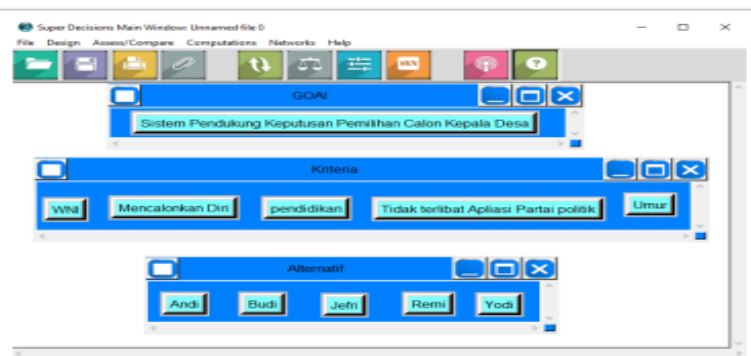 Super Decisions Main Window: Unnamed file 0
File Design Assess/Compare Computations Networks Help
GOAl
Sistem Pendukung Keputusan Pemilihan Calon Kepala Desa
Kriteria
WNI Mencalonkan Diri pendidikan Tidak terlibat Apliasi Partai politik Umur
Alternatif
Andi Budi Jefri Remi Yodi